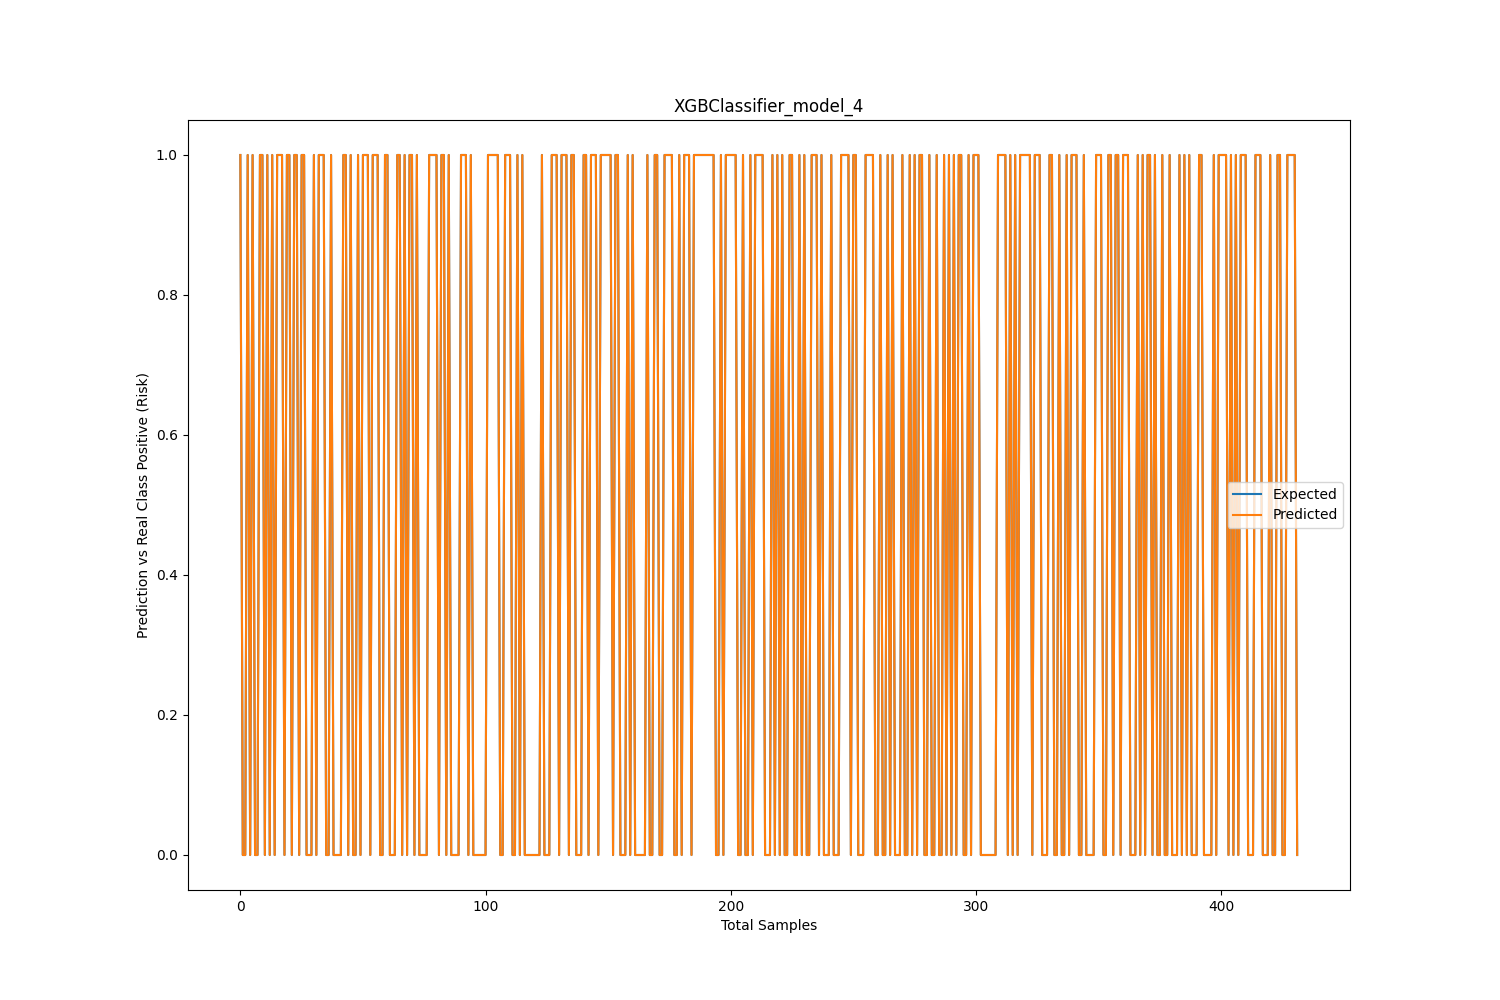 XGBClassifier_model_4
Prediction vs Real Class Positive (Risk)
1.0
0.8
0.6
0.4
0.2
0.0
Expected
Predicted
0
100
200
300
400
Total Samples